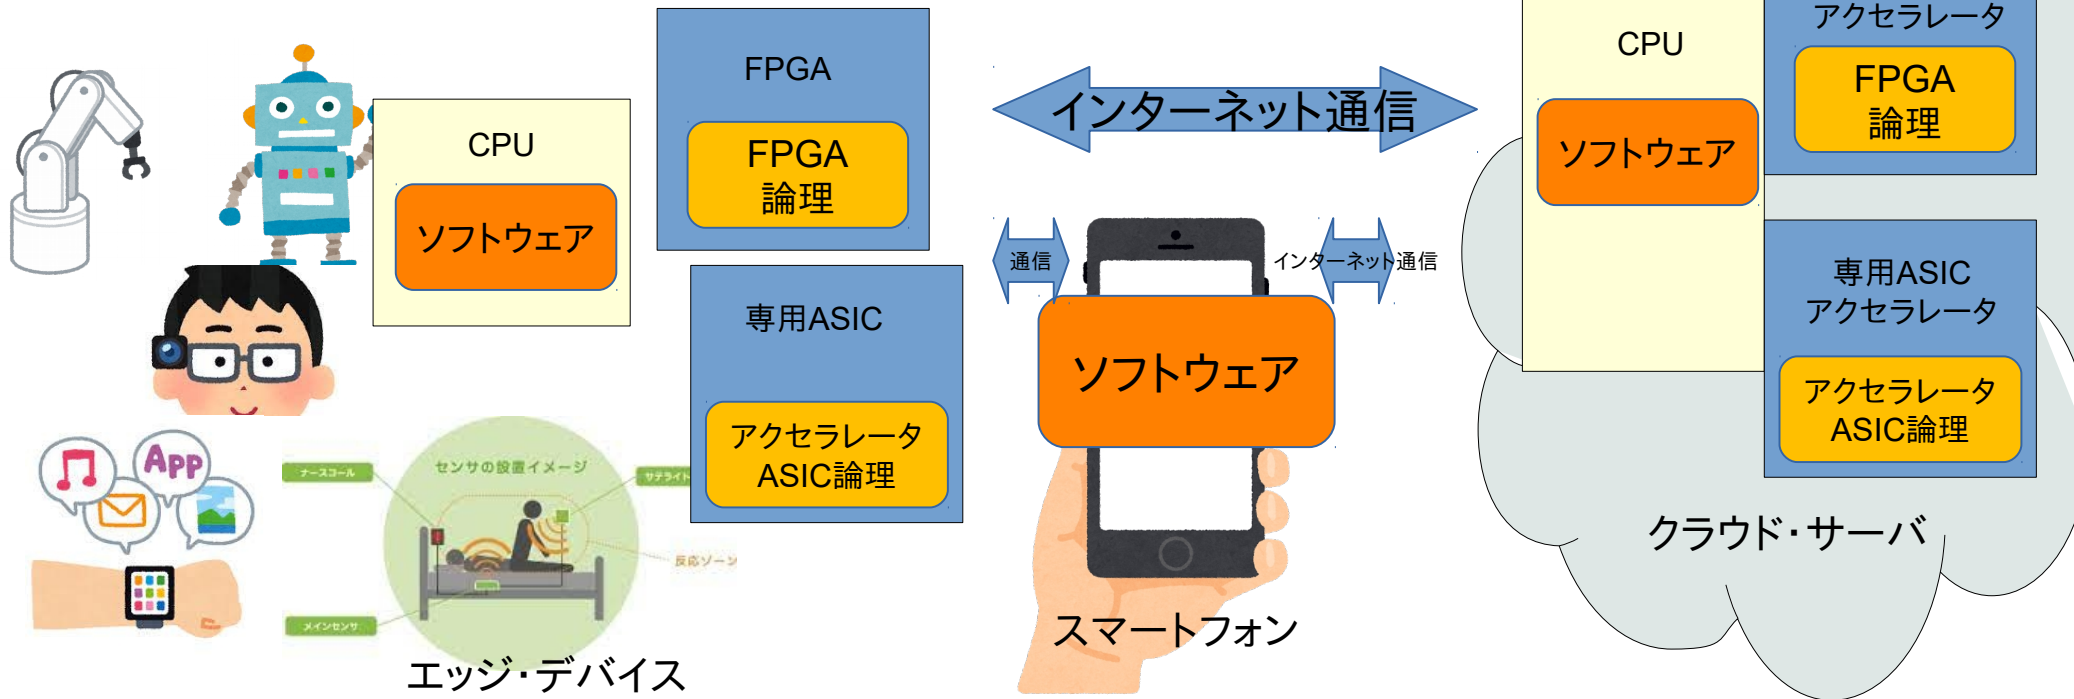 CPU
ソフトウェア
FPGA
FPGA
論理
専用ASIC
アクセラレータ
ASIC論理
App
センサの設置イメージ
ナースコール
サテライト
反応ゾーン
メインセンサ
エッジ・デバイス
インターネット通信
通信
インターネット通信
ソフトウェア
スマートフォン
CPU
ソフトウェア
アクセラレータ
FPGA
論理
専用ASIC
アクセラレータ
アクセラレータ
ASIC論理
クラウド・サーバ